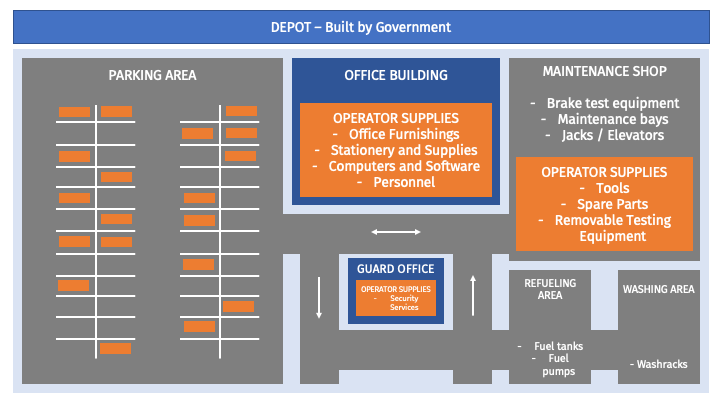 DEPOT – Built by Government
PARKING AREA
OFFICE BUILDING
OPERATOR SUPPLIES
- Office Furnishings
- Stationery and Supplies
- Computers and Software
- Personnel
MAINTENANCE SHOP
- Brake test equipment
- Maintenance bays
- Jacks / Elevators
OPERATOR SUPPLIES
- Tools
- Spare Parts
- Removable Testing
Equipment
GUARD OFFICE
OPERATOR SUPPLIES
- Security
Services
REFUELING
AREA
- Fuel tanks
- Fuel
pumps
WASHING AREA
- Washracks